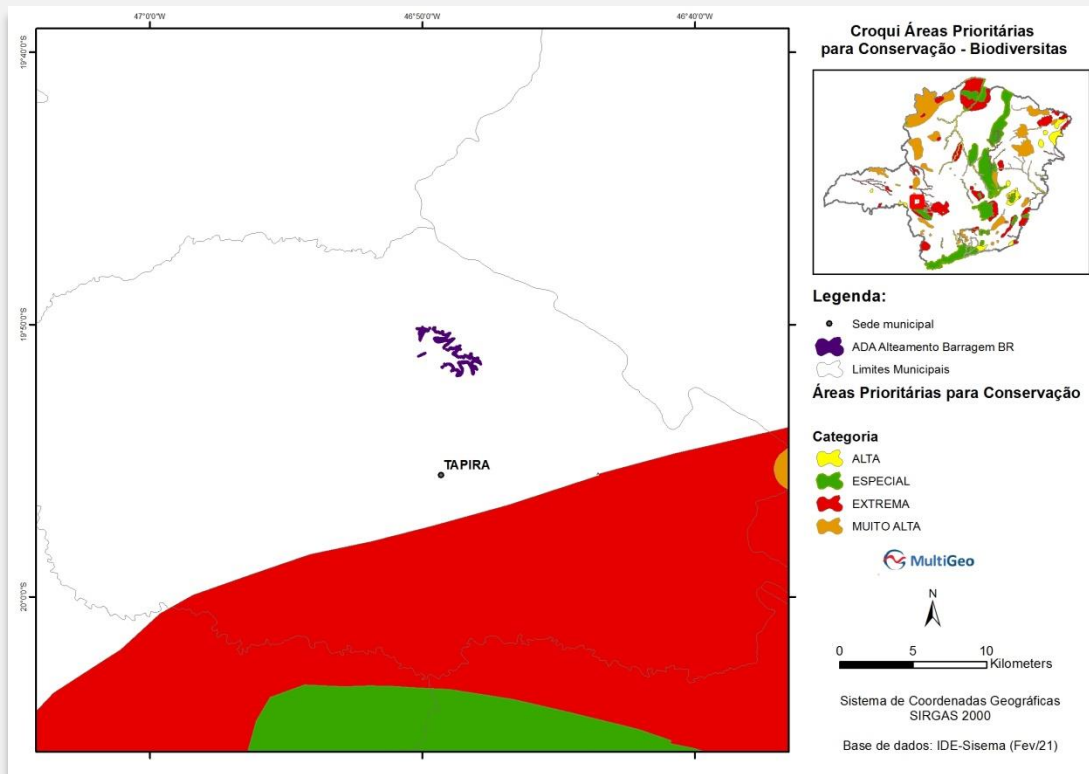 47°0'0"W
46°50'0"W
46°40'0"W
19°40'0"S
19°50'0"S
20°0'0"S
TAPIRA
Croqui Áreas Prioritárias
para Conservação - Biodiversitas
Legenda:
Sede municipal
ADA Alteamento Barragem BR
Limites Municipais
Áreas Prioritárias para Conservação
Categoria
ALTA
ESPECIAL
EXTREMA
MUITO ALTA
MultiGeo
N
0 5 10
Kilometers
Sistema de Coordenadas Geográficas
SIRGAS 2000
Base de dados: IDE-Sisema (Fev/21)